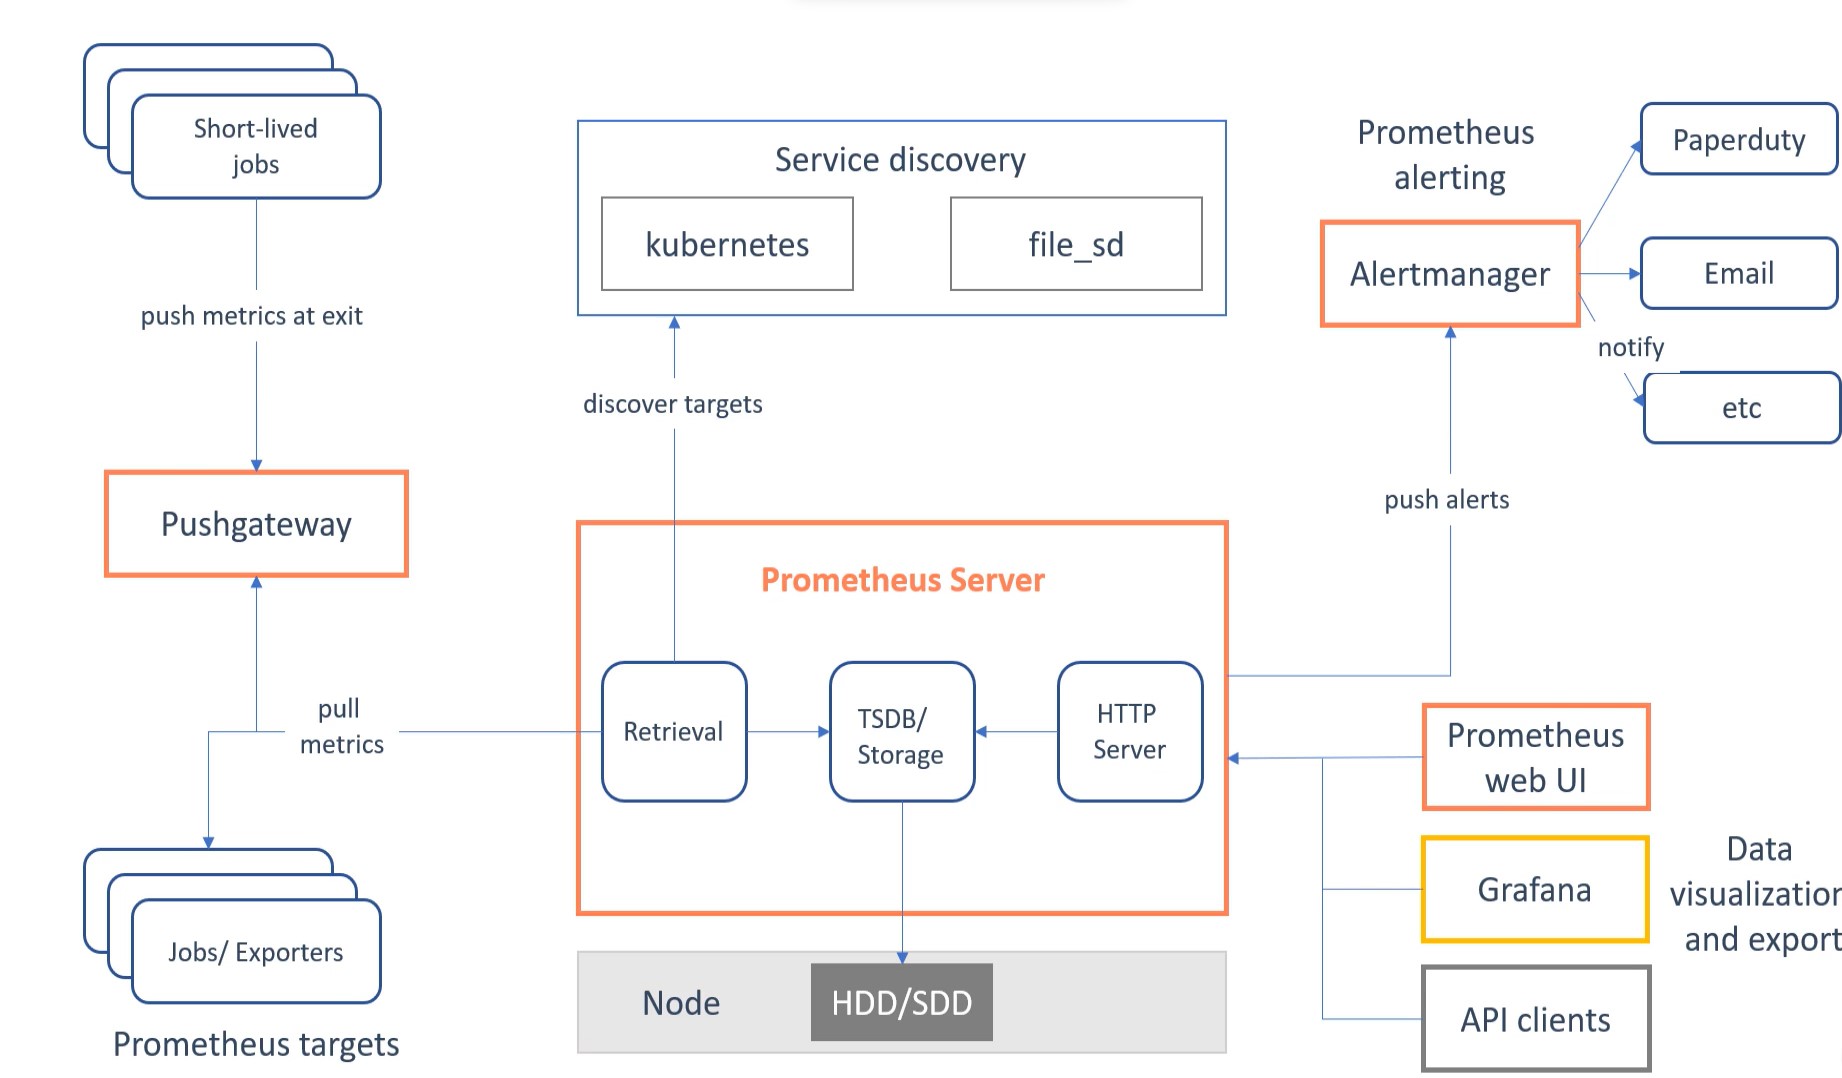 Short-lived
jobs
push metrics at exit
Pushgateway
pull
metrics
Jobs/ Exporters
Prometheus targets
Service discovery
kubernetes
file_sd
discover targets
Prometheus Server
Retrieval
TSDB/
Storage
HTTP
Server
Node
HDD/SDD
Prometheus
alerting
Alertmanager
Paperduty
Email
notify
etc
push alerts
Prometheus
web UI
Grafana
API clients
Data
visualization
and export